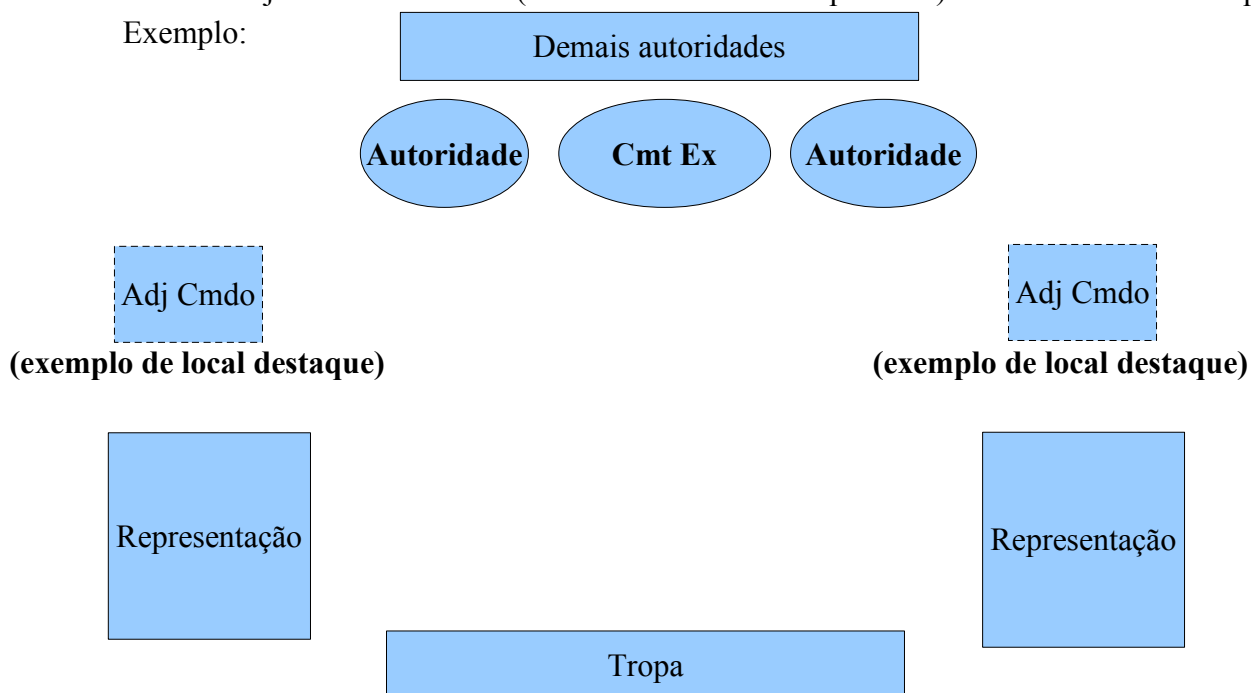 Exemplo:
Demais autoridades
Autoridade Cmt Ex Autoridade
Adj Cmdo Adj Cmdo
(exemplo de local destaque) (exemplo de local destaque)
Representação Representação
Tropa